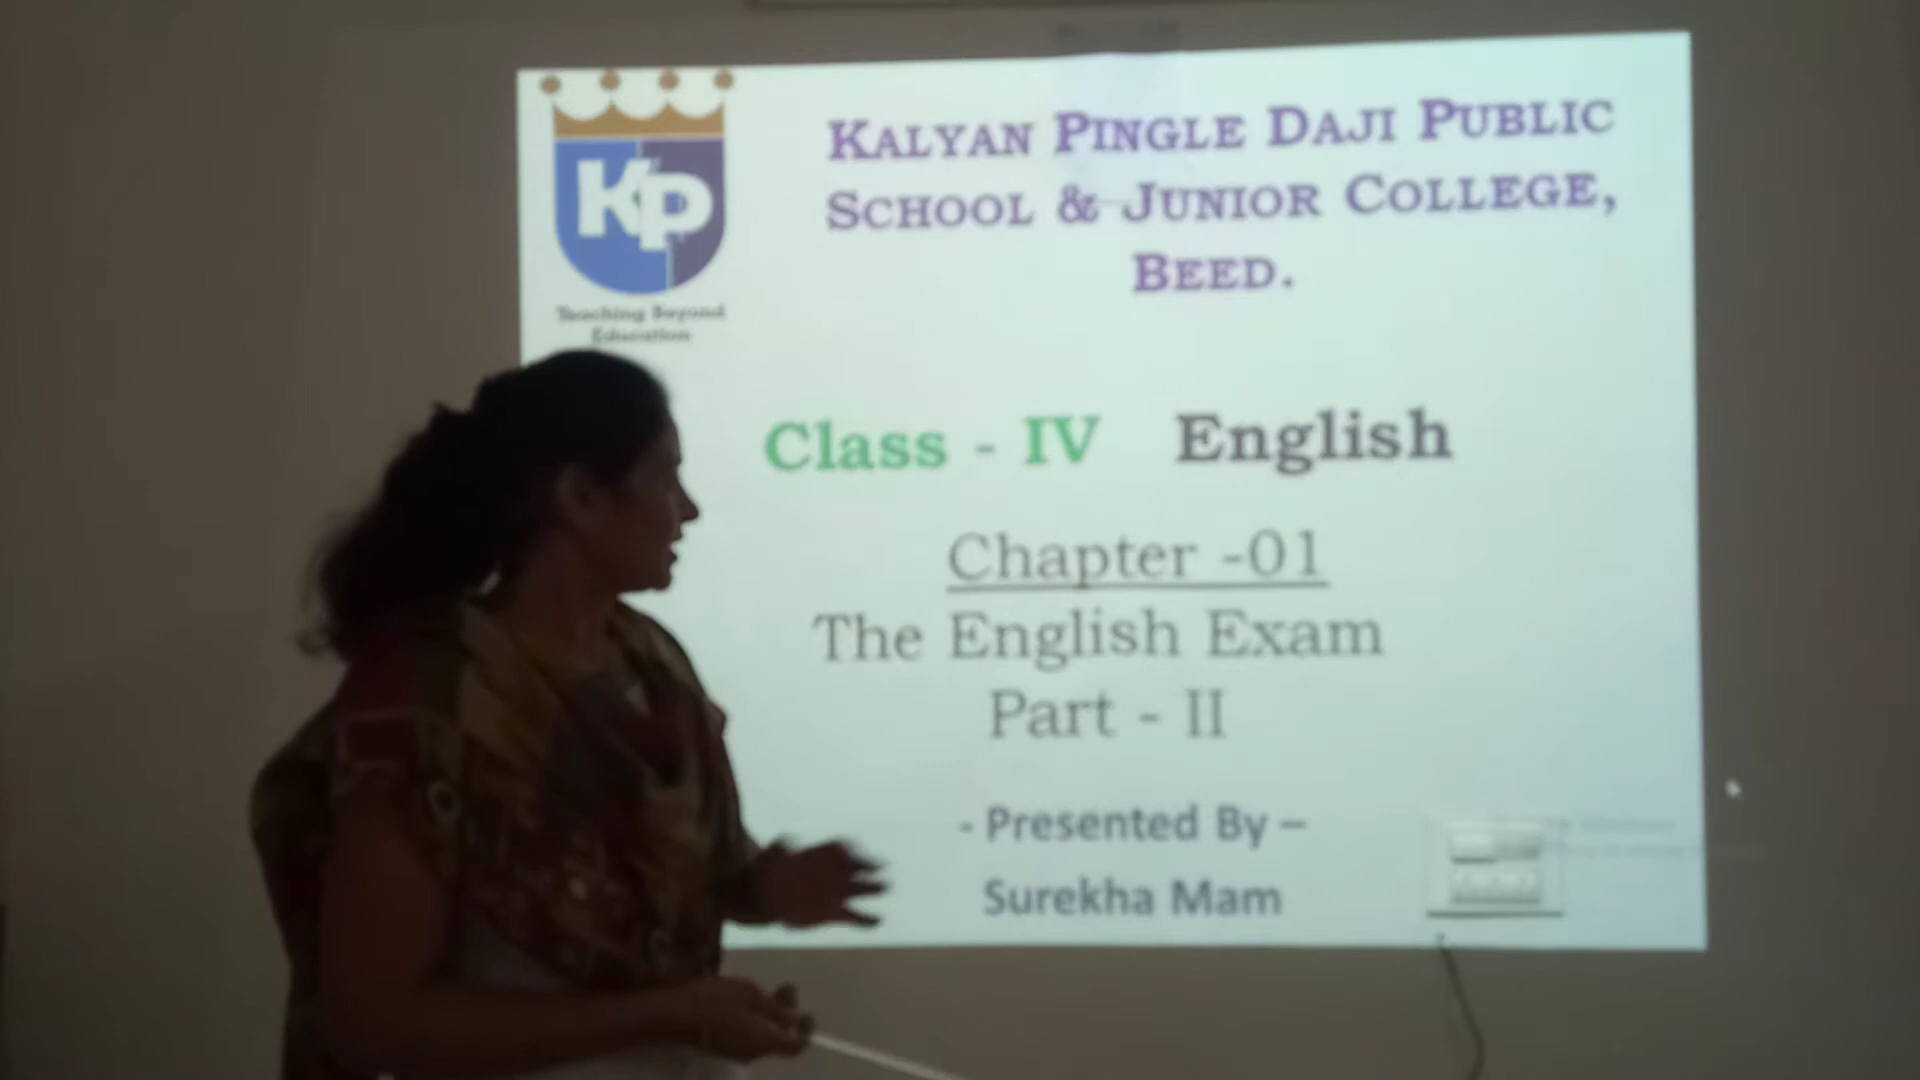 Kp
Teaching Beyond
Education
KALYAN PINGLE DAJI PUBLIC
SCHOOL & JUNIOR COLLEGE,
BEED.
Class - IV English
Chapter -01
The English Exam
Part - II
- Presented By –
Surekha Mam